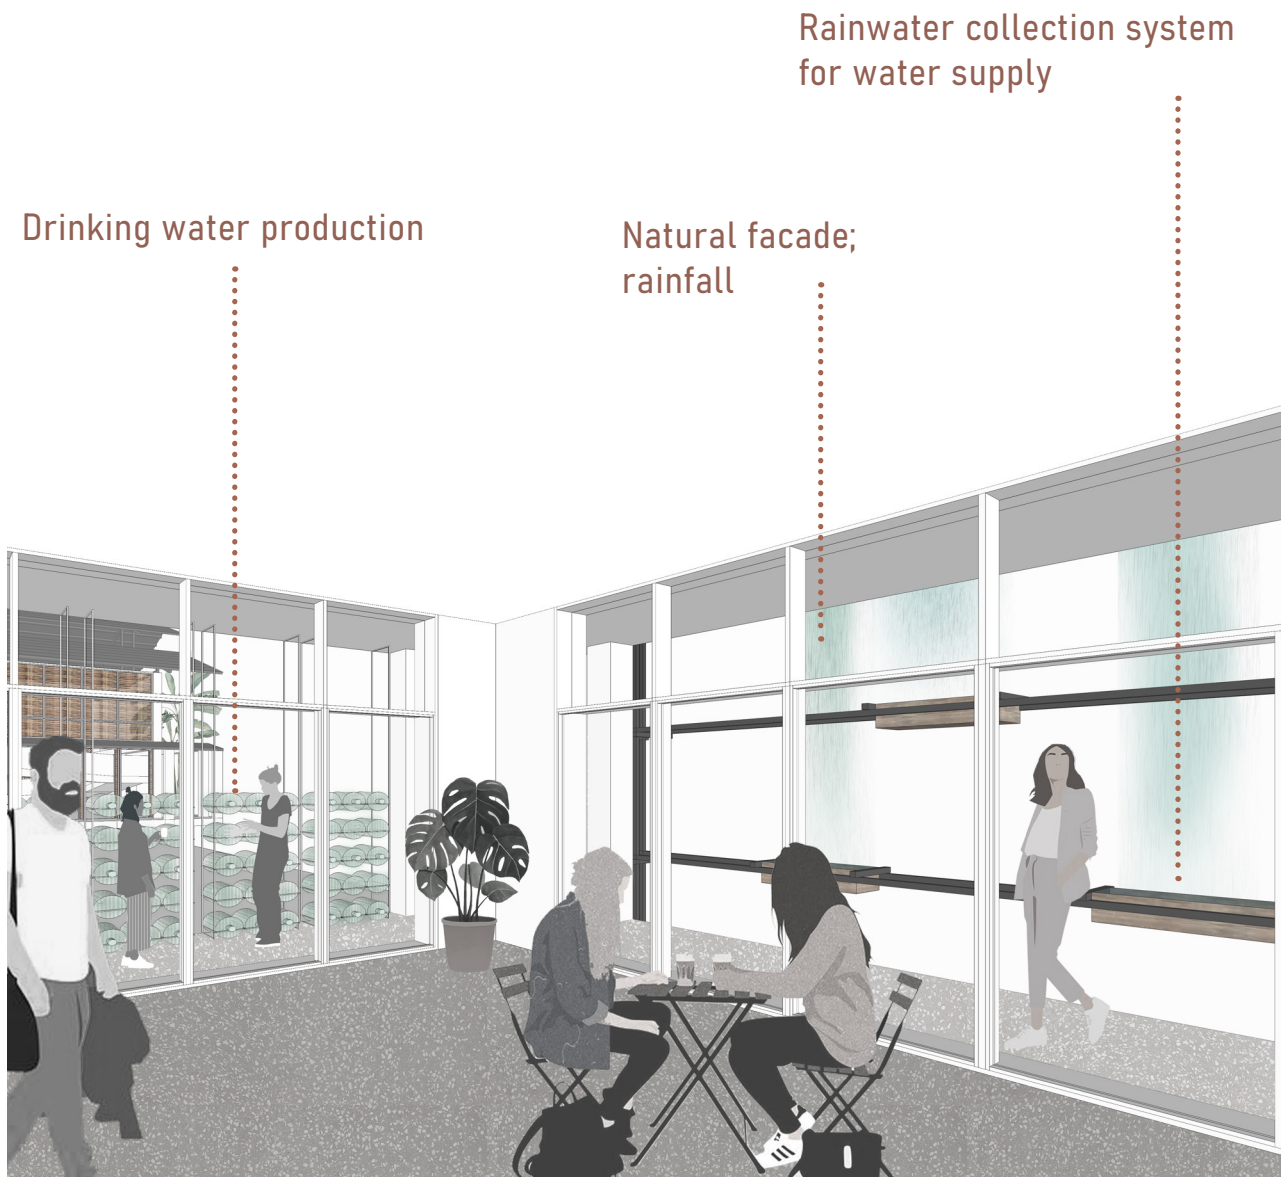 Rainwater collection system
for water supply
Drinking water production
Natural facade;
rainfall